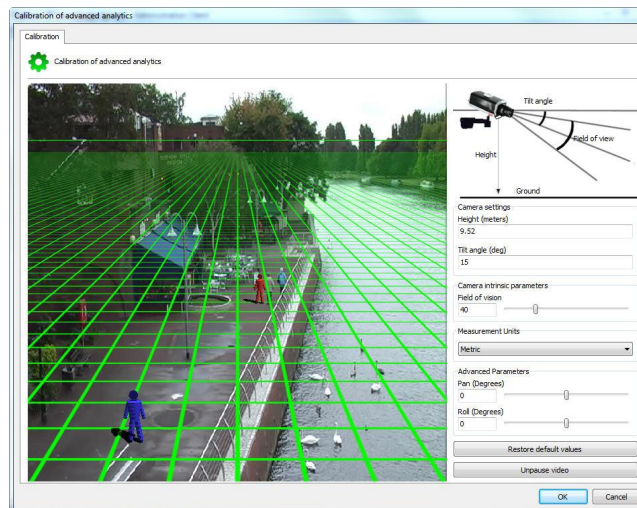 Calibration of advanced analytics
Calibration
Calibration of advanced analytics
Tilt angle
Field of view
Height
Ground
Camera settings
Height (meters)
9.52
Tilt angle (deg)
15
Camera intrinsic parameters
Field of vision
40
Measurement Units
Metric
Advanced Parameters
Pan (Degrees)
0
Roll (Degrees)
0
Restore default values
Unpause video
OK
Cancel